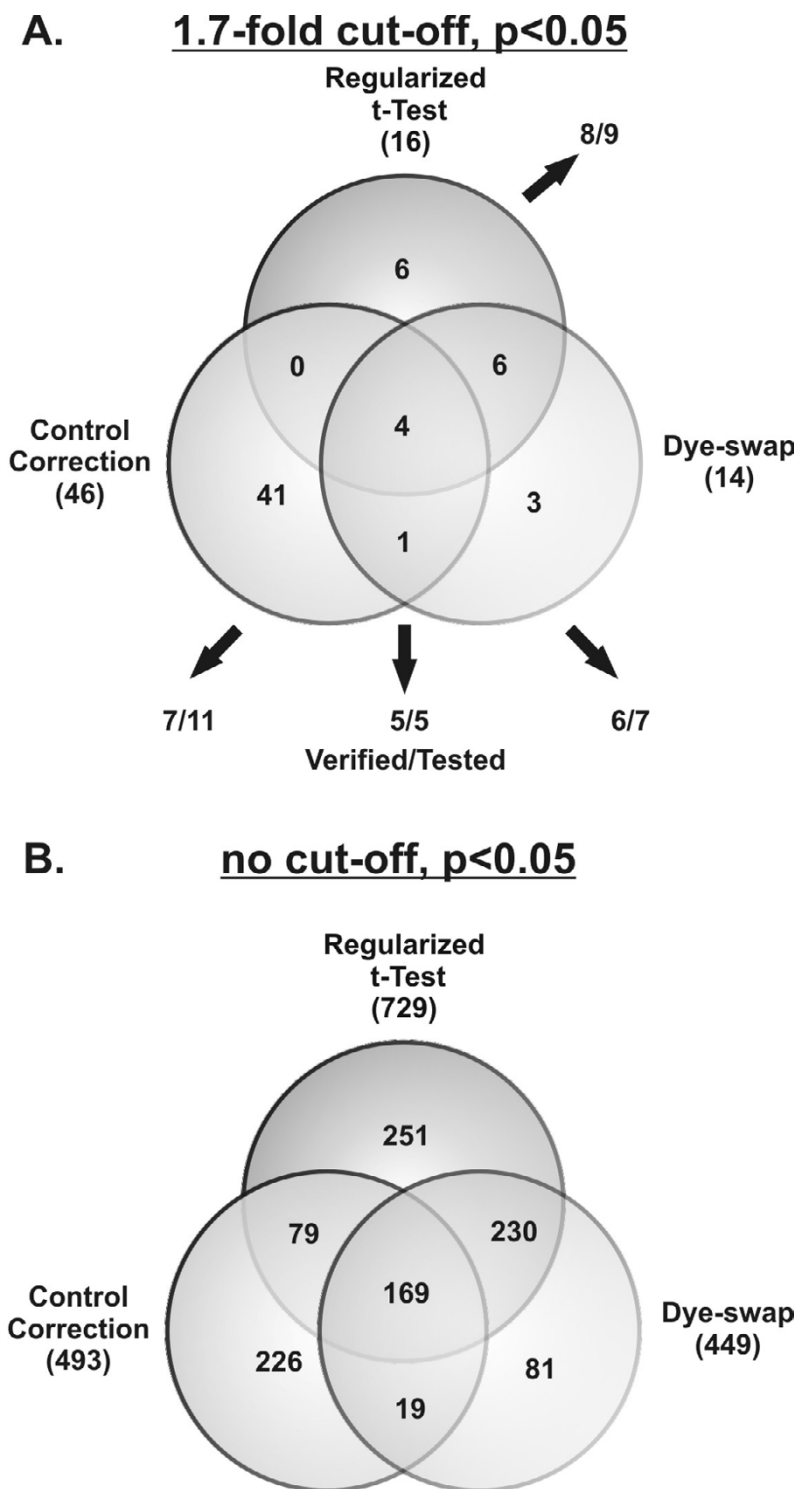 A. 1.7-fold cut-off, p<0.05
Regularized
t-Test
(16)
8/9
6
0
6
4
Control
Correction
(46)
Dye-swap
(14)
41
3
1
7/11
5/5
6/7
Verified/Tested
B. no cut-off, p<0.05
Regularized
t-Test
(729)
251
79
230
169
Control
Correction
(493)
Dye-swap
(449)
226
81
19